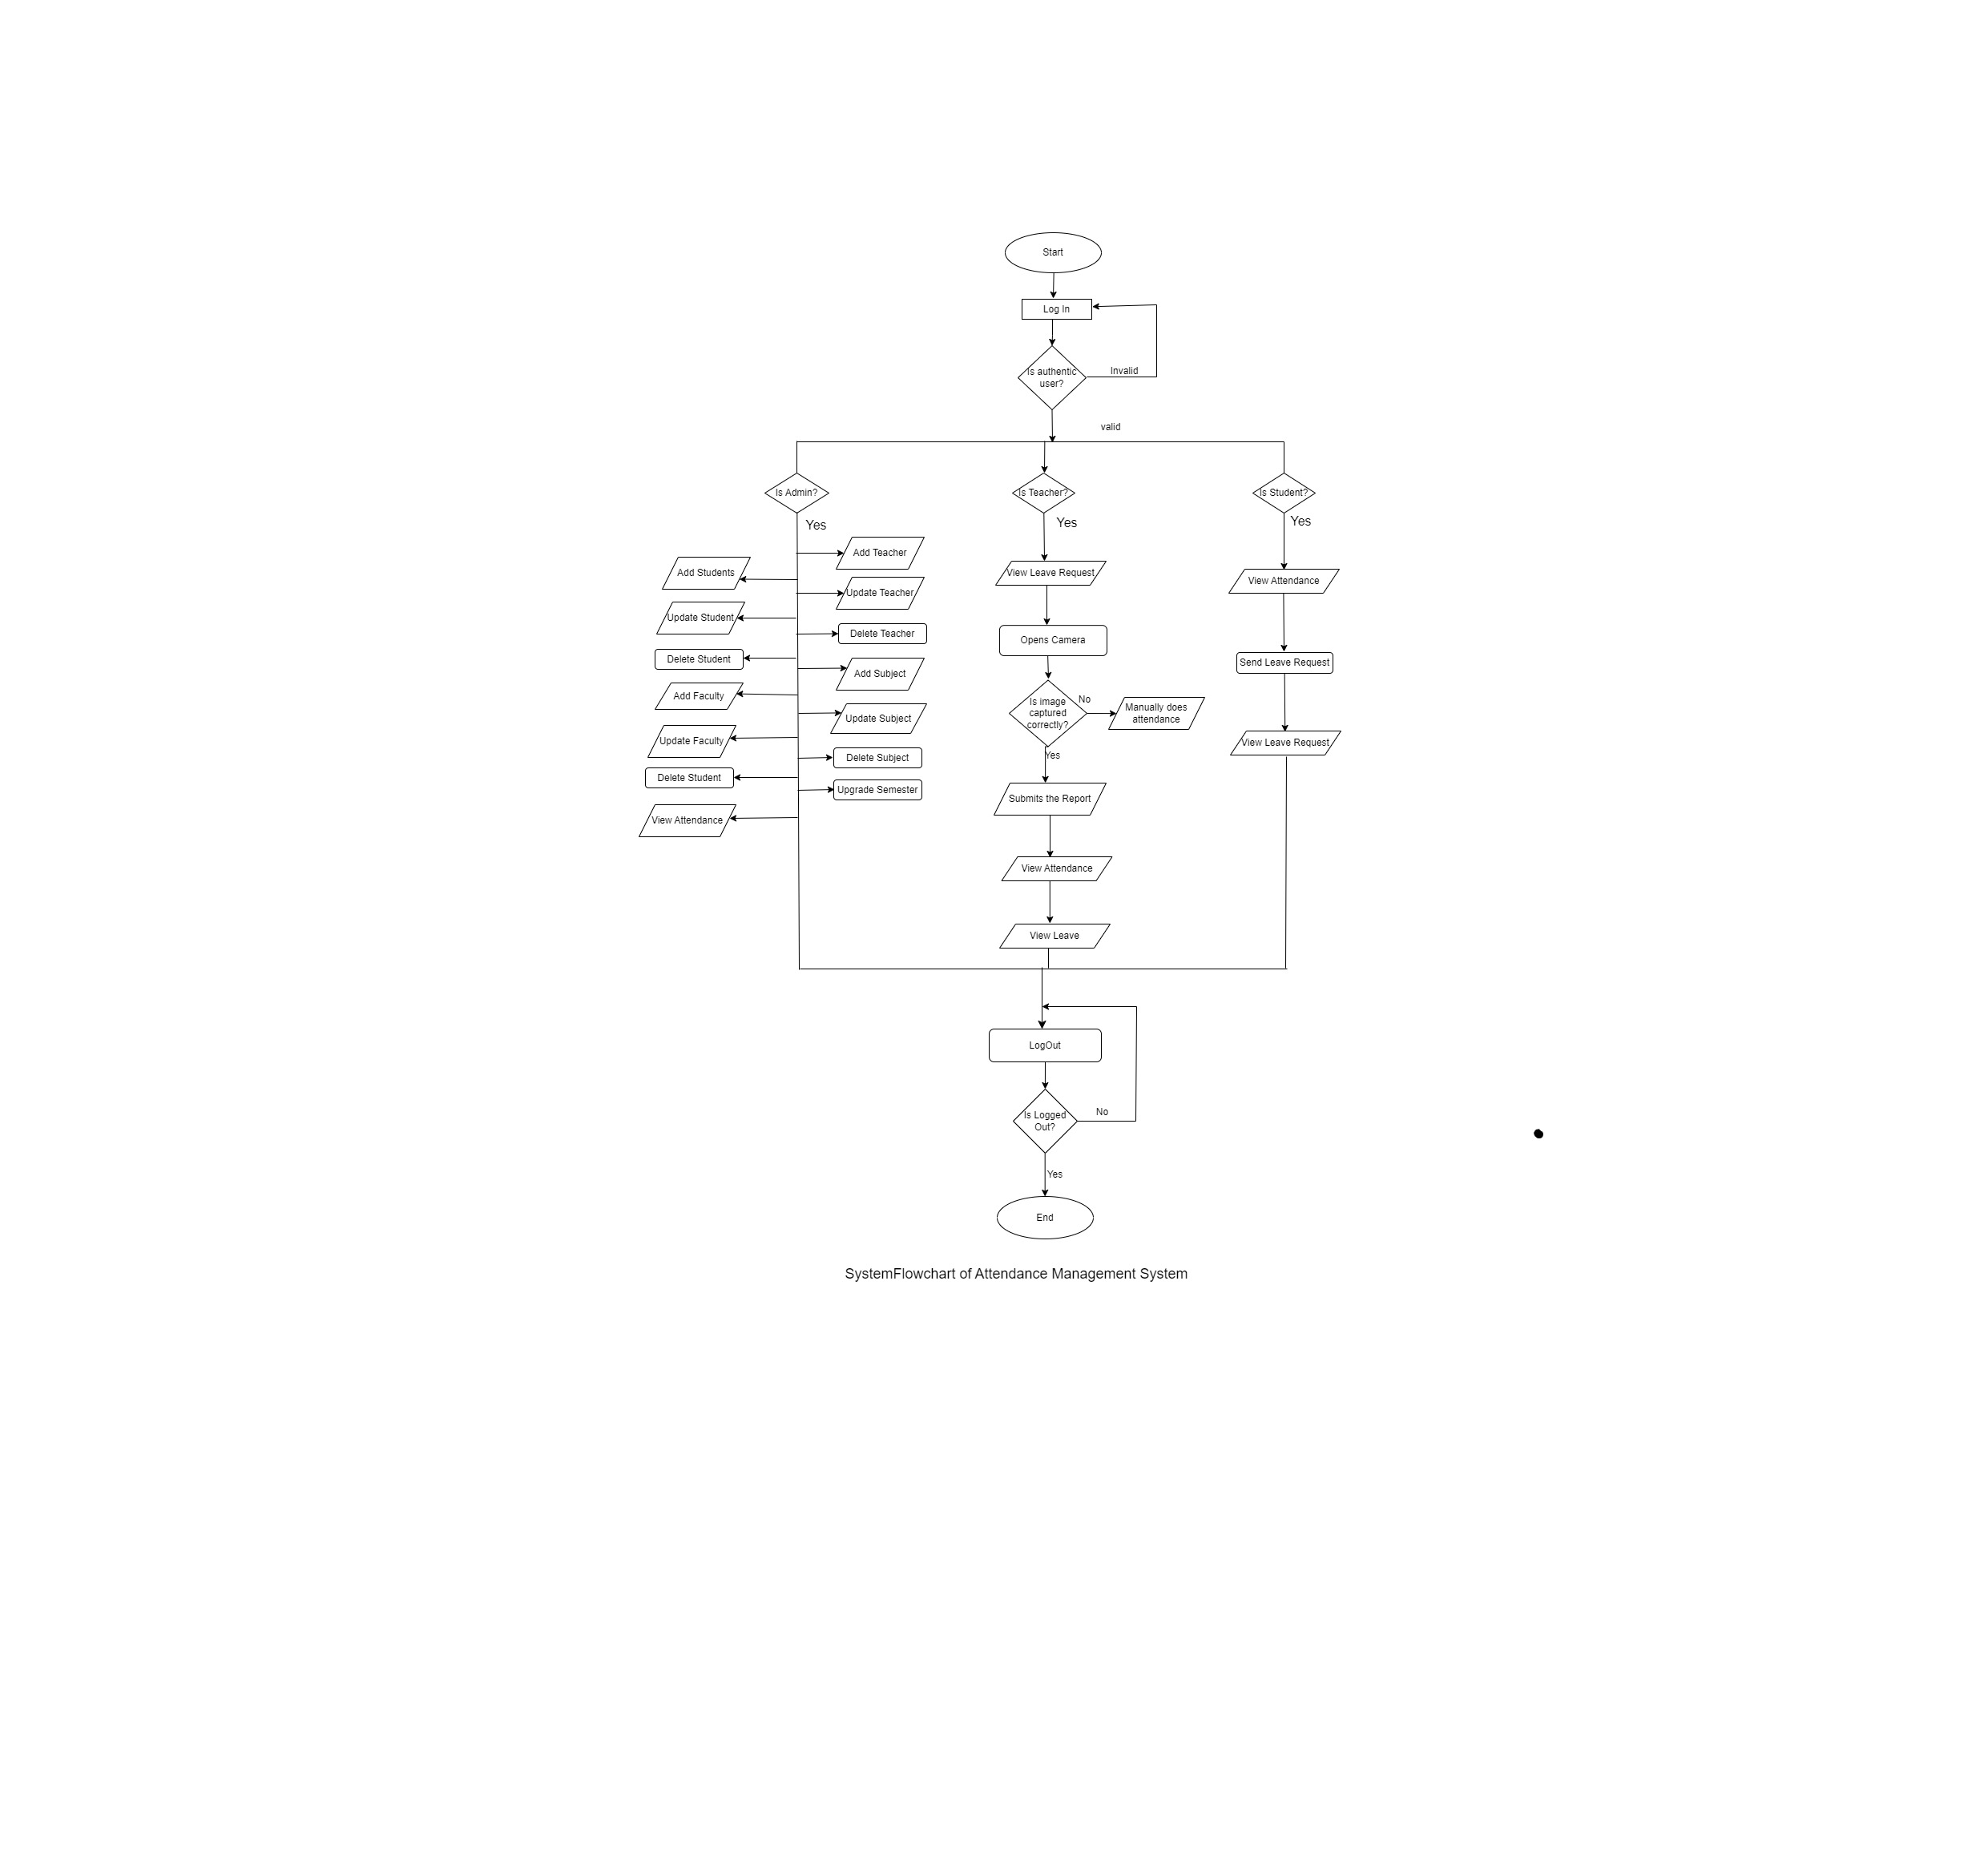 Start
Log In
Is authentic
user?
Invalid
valid
Is Admin?
Is Teacher?
Is Student?
Yes
Yes
Yes
Add Teacher
Add Students
Update Teacher
Update Student
Delete Teacher
Delete Student
Add Subject
Add Faculty
Update Subject
Update Faculty
Delete Subject
Delete Student
Upgrade Semester
View Attendance
View Leave Request
Opens Camera
Is image
captured
correctly?
No
Manually does
attendance
Yes
Submits the Report
View Attendance
View Leave
View Attendance
Send Leave Request
View Leave Request
LogOut
Is Logged
Out?
No
Yes
End
SystemFlowchart of Attendance Management System